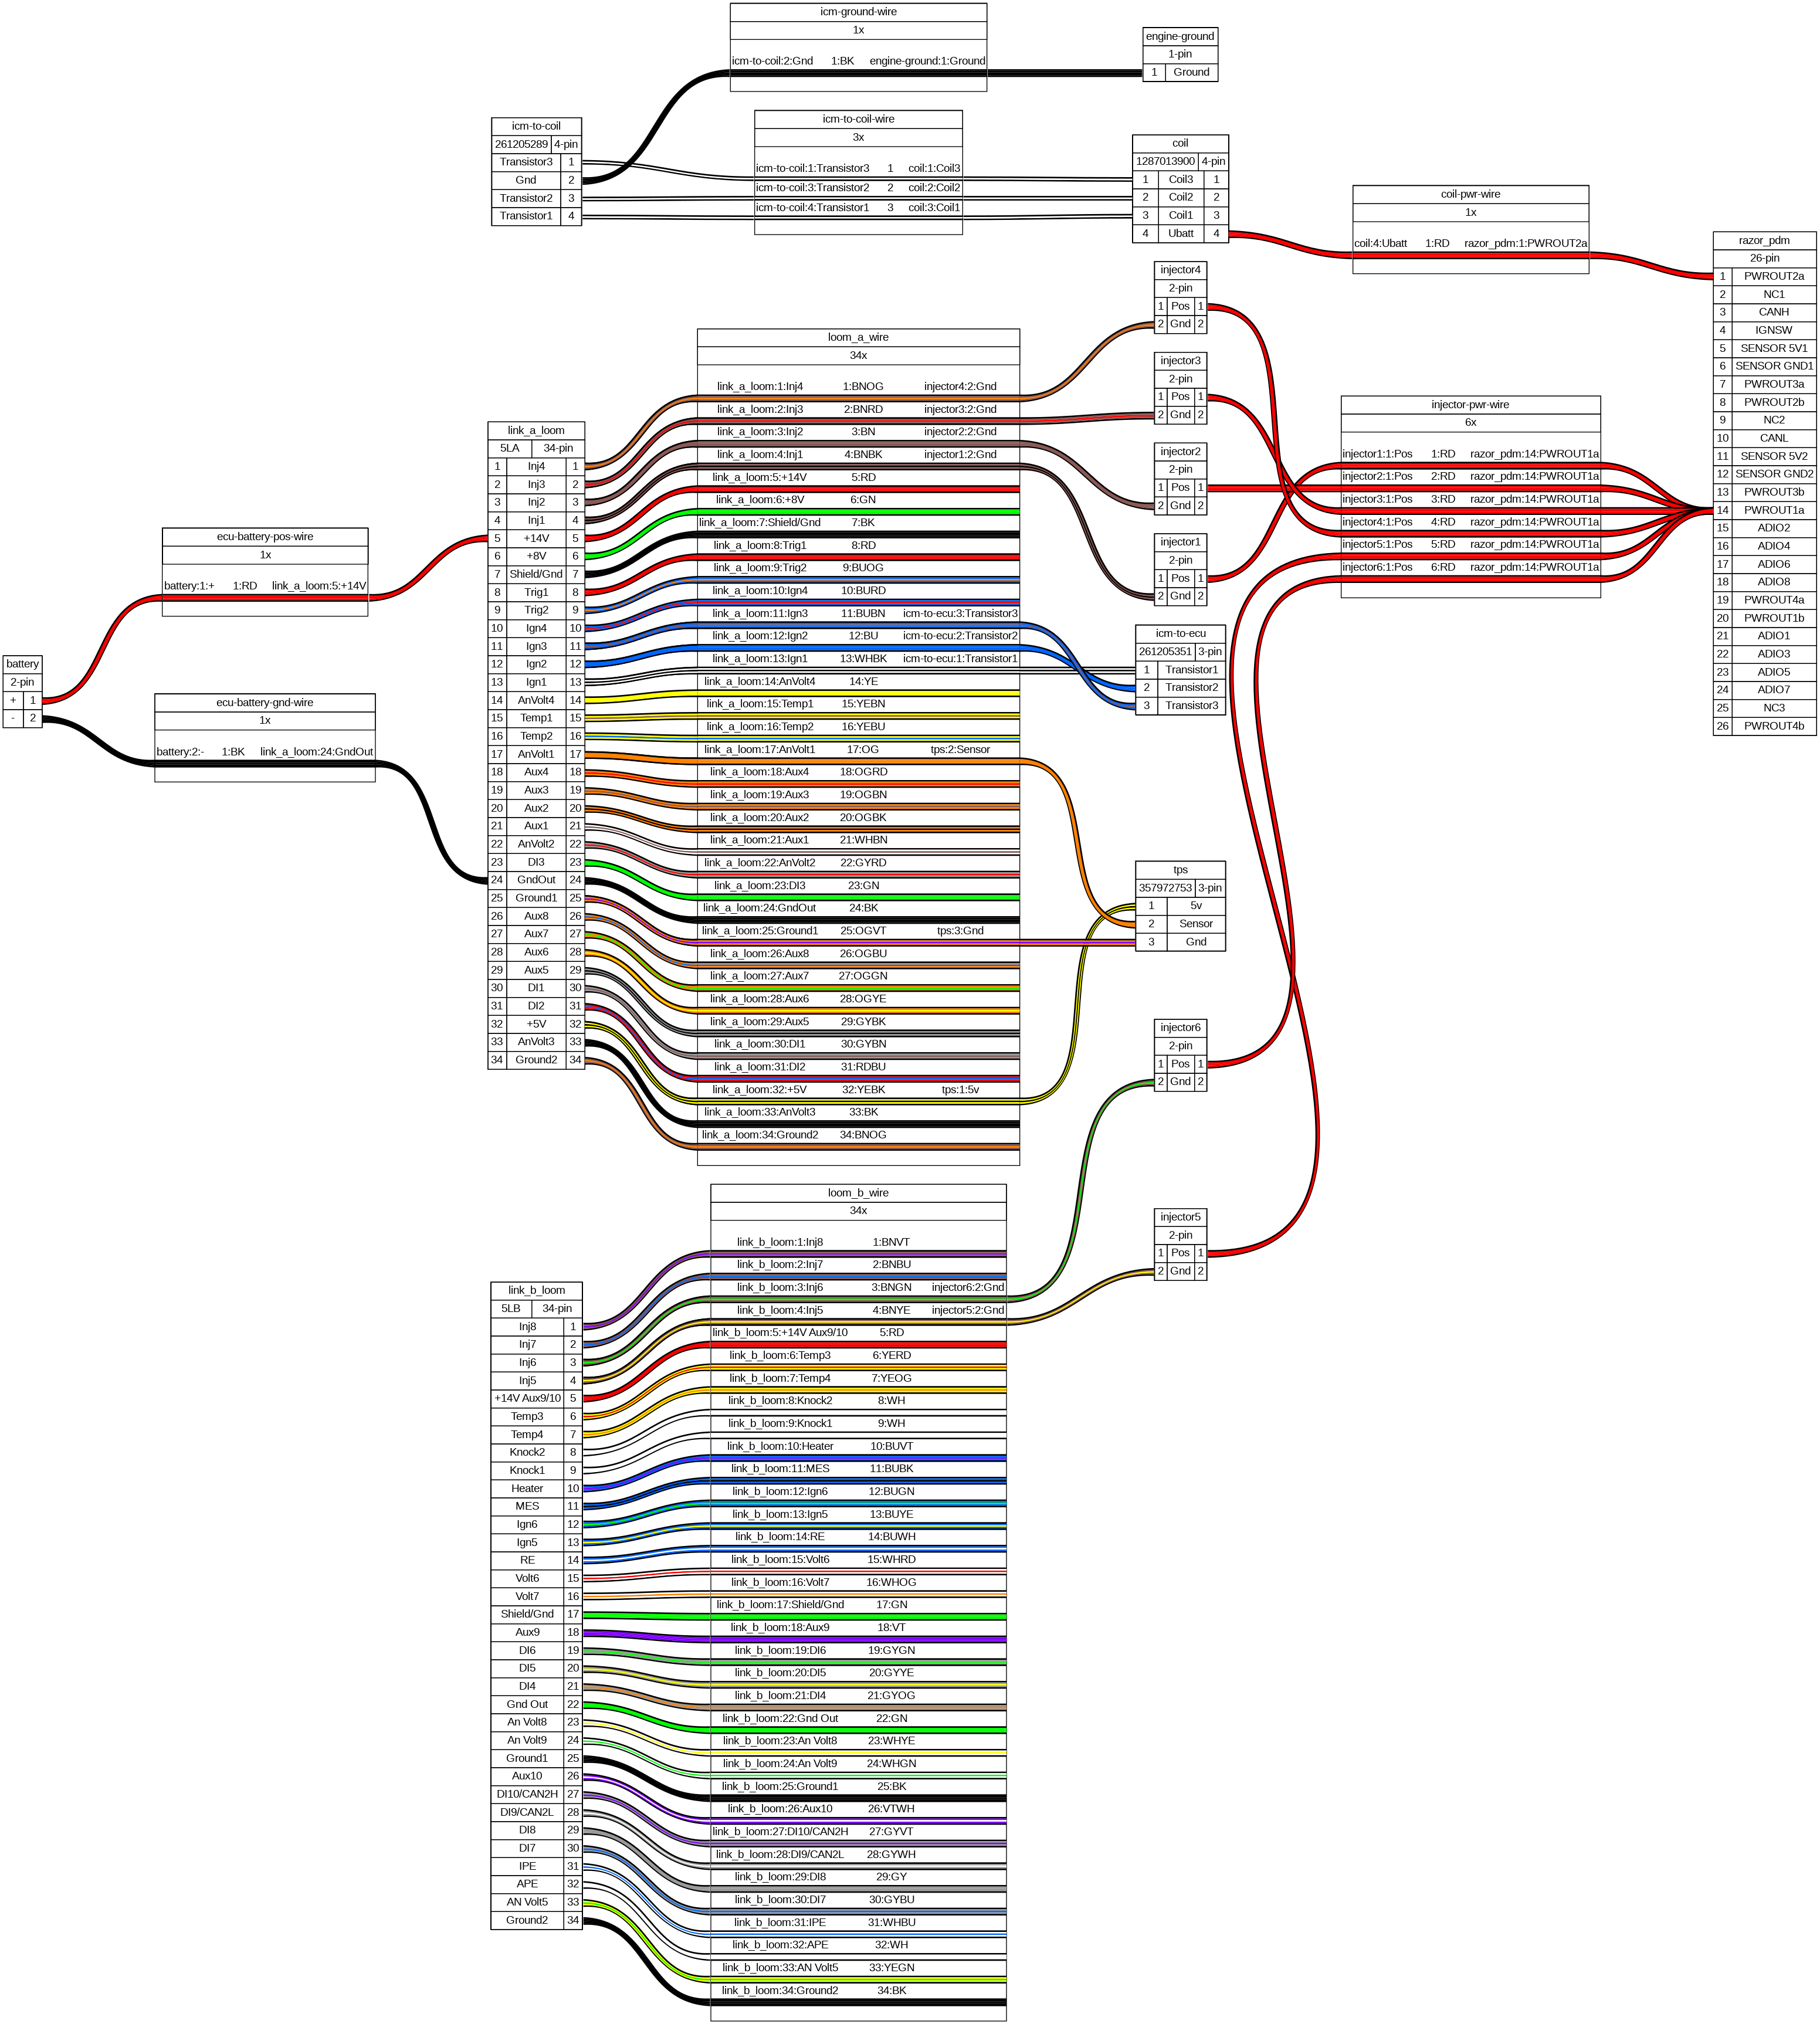 icm-ground-wire
1x
icm-to-coil:2:Gnd 1:BK engine-ground:1:Ground
engine-ground
1-pin
1 Ground
icm-to-coil
261205289 4-pin
Transistor3 1
Gnd 2
Transistor2 3
Transistor1 4
icm-to-coil-wire
3x
icm-to-coil:1:Transistor3 1 coil:1:Coil3
icm-to-coil:3:Transistor2 2 coil:2:Coil2
icm-to-coil:4:Transistor1 3 coil:3:Coil1
coil
1287013900 4-pin
1 Coil3 1
2 Coil2 2
3 Coil1 3
4 Ubatt 4
coil-pwr-wire
1x
coil:4:Ubatt 1:RD razor_pdm:1:PWROUT2a
razor_pdm
26-pin
1 PWROUT2a
2 NC1
3 CANH
4 IGNSW
5 SENSOR 5V1
6 SENSOR GND1
7 PWROUT3a
8 PWROUT2b
9 NC2
10 CANL
11 SENSOR 5V2
12 SENSOR GND2
13 PWROUT3b
14 PWROUT1a
15 ADIO2
16 ADIO4
17 ADIO6
18 ADIO8
19 PWROUT4a
20 PWROUT1b
21 ADIO1
22 ADIO3
23 ADIO5
24 ADIO7
25 NC3
26 PWROUT4b
injector4
2-pin
1 Pos 1
2 Gnd 2
injector3
2-pin
1 Pos 1
2 Gnd 2
injector2
2-pin
1 Pos 1
2 Gnd 2
injector1
2-pin
1 Pos 1
2 Gnd 2
injector-pwr-wire
6x
injector1:1:Pos 1:RD razor_pdm:14:PWROUT1a
injector2:1:Pos 2:RD razor_pdm:14:PWROUT1a
injector3:1:Pos 3:RD razor_pdm:14:PWROUT1a
injector4:1:Pos 4:RD razor_pdm:14:PWROUT1a
injector5:1:Pos 5:RD razor_pdm:14:PWROUT1a
injector6:1:Pos 6:RD razor_pdm:14:PWROUT1a
battery
2-pin
+ 1
- 2
ecu-battery-pos-wire
1x
battery:1:+ 1:RD link_a_loom:5:+14V
ecu-battery-gnd-wire
1x
battery:2:- 1:BK link_a_loom:24:GndOut
link_a_loom
5LA 34-pin
1 Inj4 1
2 Inj3 2
3 Inj2 3
4 Inj1 4
5 +14V 5
6 +8V 6
7 Shield/Gnd 7
8 Trig1 8
9 Trig2 9
10 Ign4 10
11 Ign3 11
12 Ign2 12
13 Ign1 13
14 AnVolt4 14
15 Temp1 15
16 Temp2 16
17 AnVolt1 17
18 Aux4 18
19 Aux3 19
20 Aux2 20
21 Aux1 21
22 AnVolt2 22
23 DI3 23
24 GndOut 24
25 Ground1 25
26 Aux8 26
27 Aux7 27
28 Aux6 28
29 Aux5 29
30 DI1 30
31 DI2 31
32 +5V 32
33 AnVolt3 33
34 Ground2 34
loom_a_wire
34x
link_a_loom:1:Inj4 1:BNOG injector4:2:Gnd
link_a_loom:2:Inj3 2:BNRD injector3:2:Gnd
link_a_loom:3:Inj2 3:BN injector2:2:Gnd
link_a_loom:4:Inj1 4:BNBK injector1:2:Gnd
link_a_loom:5:+14V 5:RD
link_a_loom:6:+8V 6:GN
link_a_loom:7:Shield/Gnd 7:BK
link_a_loom:8:Trig1 8:RD
link_a_loom:9:Trig2 9:BUOG
link_a_loom:10:Ign4 10:BURD
link_a_loom:11:Ign3 11:BUBN icm-to-ecu:3:Transistor3
link_a_loom:12:Ign2 12:BU icm-to-ecu:2:Transistor2
link_a_loom:13:Ign1 13:WHBK icm-to-ecu:1:Transistor1
link_a_loom:14:AnVolt4 14:YE
link_a_loom:15:Temp1 15:YEBN
link_a_loom:16:Temp2 16:YEBU
link_a_loom:17:AnVolt1 17:OG tps:2:Sensor
link_a_loom:18:Aux4 18:OGRD
link_a_loom:19:Aux3 19:OGBN
link_a_loom:20:Aux2 20:OGBK
link_a_loom:21:Aux1 21:WHBN
link_a_loom:22:AnVolt2 22:GYRD
link_a_loom:23:DI3 23:GN
link_a_loom:24:GndOut 24:BK
link_a_loom:25:Ground1 25:OGVT tps:3:Gnd
link_a_loom:26:Aux8 26:OGBU
link_a_loom:27:Aux7 27:OGGN
link_a_loom:28:Aux6 28:OGYE
link_a_loom:29:Aux5 29:GYBK
link_a_loom:30:DI1 30:GYBN
link_a_loom:31:DI2 31:RDBU
link_a_loom:32:+5V 32:YEBK tps:1:5v
link_a_loom:33:AnVolt3 33:BK
link_a_loom:34:Ground2 34:BNOG
icm-to-ecu
261205351 3-pin
1 Transistor1
2 Transistor2
3 Transistor3
tps
357972753 3-pin
1 5v
2 Sensor
3 Gnd
injector6
2-pin
1 Pos 1
2 Gnd 2
injector5
2-pin
1 Pos 1
2 Gnd 2
link_b_loom
5LB 34-pin
Inj8 1
Inj7 2
Inj6 3
Inj5 4
+14V Aux9/10 5
Temp3 6
Temp4 7
Knock2 8
Knock1 9
Heater 10
MES 11
Ign6 12
Ign5 13
RE 14
Volt6 15
Volt7 16
Shield/Gnd 17
Aux9 18
DI6 19
DI5 20
DI4 21
Gnd Out 22
An Volt8 23
An Volt9 24
Ground1 25
Aux10 26
DI10/CAN2H 27
DI9/CAN2L 28
DI8 29
DI7 30
IPE 31
APE 32
AN Volt5 33
Ground2 34
loom_b_wire
34x
link_b_loom:1:Inj8 1:BNVT
link_b_loom:2:Inj7 2:BNBU
link_b_loom:3:Inj6 3:BNGN injector6:2:Gnd
link_b_loom:4:Inj5 4:BNYE injector5:2:Gnd
link_b_loom:5:+14V Aux9/10 5:RD
link_b_loom:6:Temp3 6:YERD
link_b_loom:7:Temp4 7:YEOG
link_b_loom:8:Knock2 8:WH
link_b_loom:9:Knock1 9:WH
link_b_loom:10:Heater 10:BUVT
link_b_loom:11:MES 11:BUBK
link_b_loom:12:Ign6 12:BUGN
link_b_loom:13:Ign5 13:BUYE
link_b_loom:14:RE 14:BUWH
link_b_loom:15:Volt6 15:WHRD
link_b_loom:16:Volt7 16:WHOG
link_b_loom:17:Shield/Gnd 17:GN
link_b_loom:18:Aux9 18:VT
link_b_loom:19:DI6 19:GYGN
link_b_loom:20:DI5 20:GYYE
link_b_loom:21:DI4 21:GYOG
link_b_loom:22:Gnd Out 22:GN
link_b_loom:23:An Volt8 23:WHYE
link_b_loom:24:An Volt9 24:WHGN
link_b_loom:25:Ground1 25:BK
link_b_loom:26:Aux10 26:VTWH
link_b_loom:27:DI10/CAN2H 27:GYVT
link_b_loom:28:DI9/CAN2L 28:GYWH
link_b_loom:29:DI8 29:GY
link_b_loom:30:DI7 30:GYBU
link_b_loom:31:IPE 31:WHBU
link_b_loom:32:APE 32:WH
link_b_loom:33:AN Volt5 33:YEGN
link_b_loom:34:Ground2 34:BK